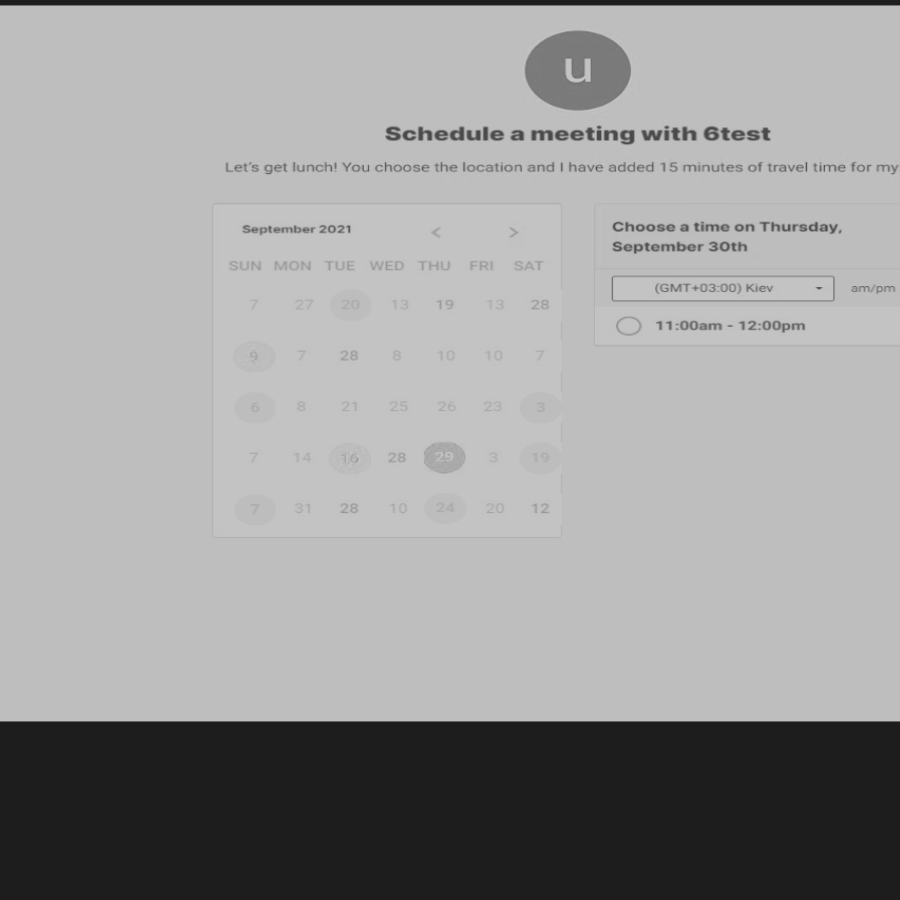 u
Schedule a meeting with 6test
Let's get lunch! You choose the location and I have added 15 minutes of travel time for my
September 2021 < >
SUN MON TUE WED THU FRI SAT
7 27 20 13 19 13 28
9 7 28 8 10 10 7
6 8 21 25 26 23 3
7 14 16 28 29 3 19
7 31 28 10 24 20 12
Choose a time on Thursday,
September 30th
(GMT+03:00) Kiev am/pm
11:00am - 12:00pm